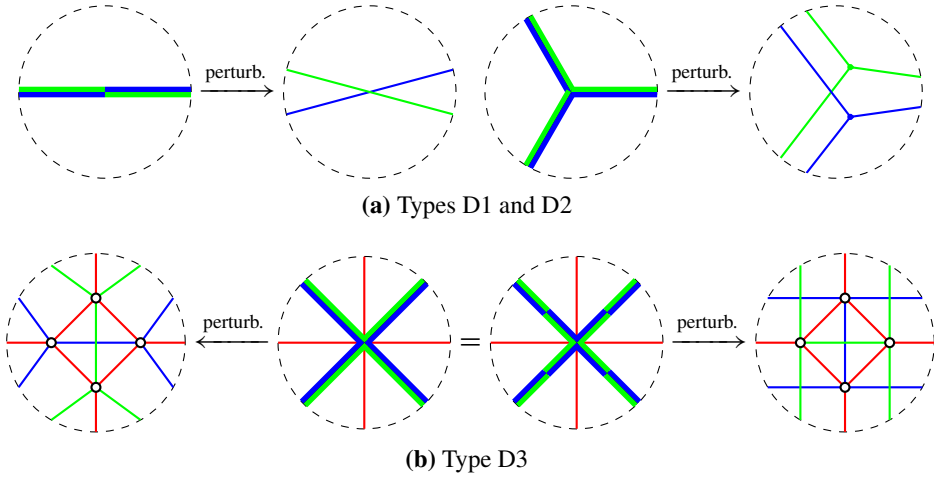 perturb. perturb.
(a) Types D1 and D2
perturb. = perturb.
(b) Type D3